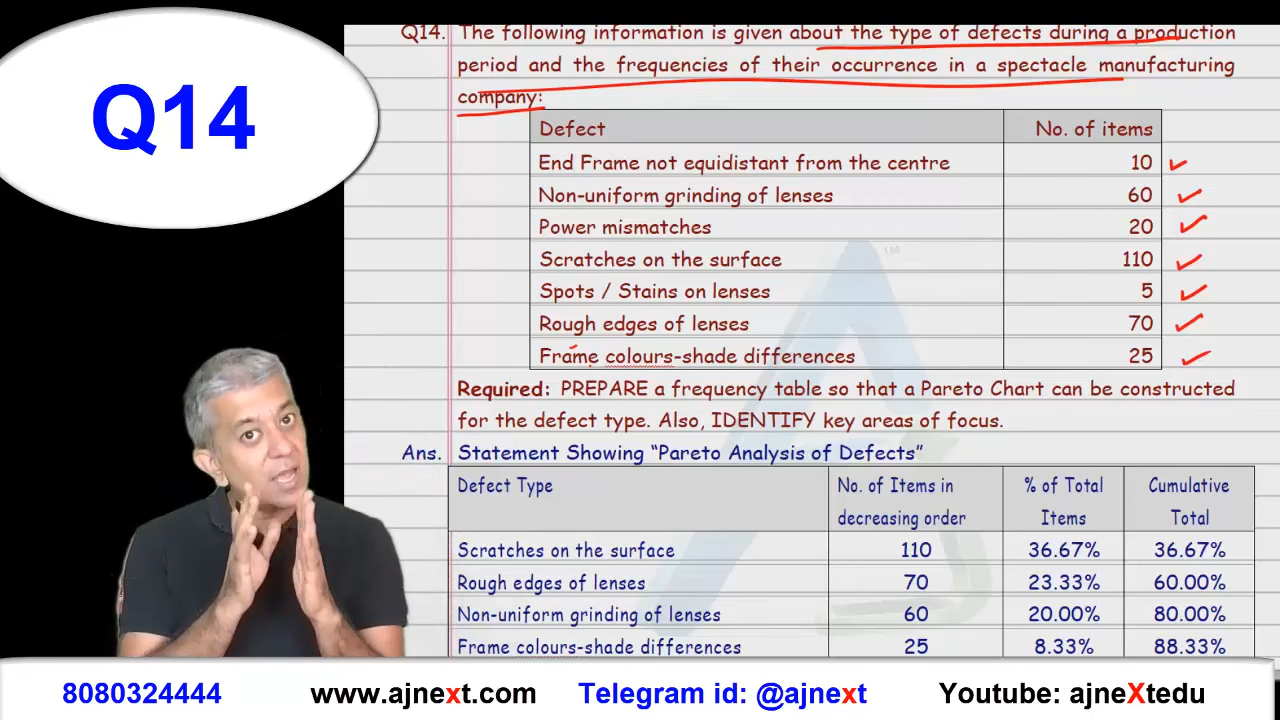 Q14
Q14. The following information is given about the type of defects during a production
period and the frequencies of their occurrence in a spectacle manufacturing
company:
Defect No. of items
End Frame not equidistant from the centre 10
Non-uniform grinding of lenses 60
Power mismatches 20
Scratches on the surface 110
Spots / Stains on lenses 5
Rough edges of lenses 70
Frame colours-shade differences 25
TM
Required: PREPARE a frequency table so that a Pareto Chart can be constructed
for the defect type. Also, IDENTIFY key areas of focus.
Ans. Statement Showing “Pareto Analysis of Defects”
Defect Type No. of Items in % of Total Cumulative
decreasing order Items Total
Scratches on the surface 110 36.67% 36.67%
Rough edges of lenses 70 23.33% 60.00%
Non-uniform grinding of lenses 60 20.00% 80.00%
Frame colours-shade differences 25 8.33% 88.33%
8080324444 www.ajnext.com Telegram id: @ajnext Youtube: ajneXtedu